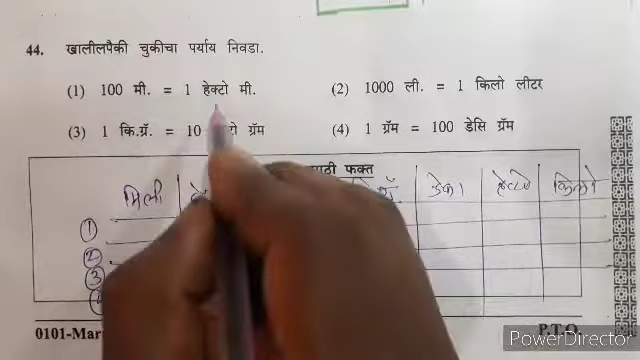 44. खालीलपैकी चुकीचा पर्याय निवडा.
(1) 100 मी. = 1 हेक्टो मी. (2) 1000 ली. = 1 किलो लीटर
(3) 1 कि.ग्रॅ. = 10 ग्रॅम (4) 1 ग्रॅम = 100 डेसि ग्रॅम
फक्त
मिली डेका हेक्टो किलो
1
2
3
0101-Mar P.T.O.
PowerDirector